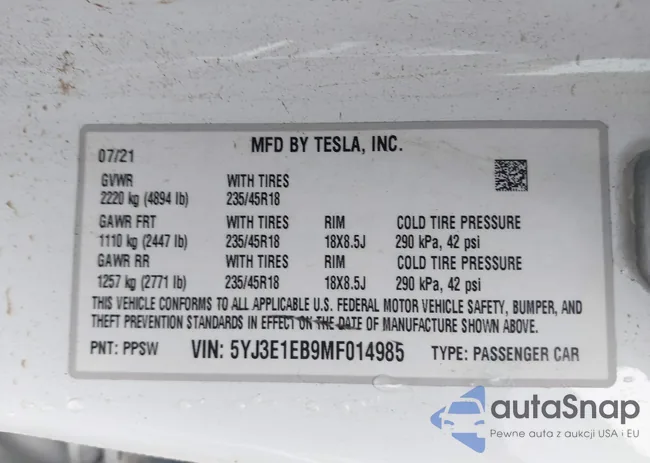 MFD BY TESLA, INC.
07/21
GVWR WITH TIRES
2220 kg (4894 lb) 235/45R18
GAWR FRT WITH TIRES RIM COLD TIRE PRESSURE
1110 kg (2447 lb) 235/45R18 18X8.5J 290 kPa, 42 psi
GAWR RR WITH TIRES RIM COLD TIRE PRESSURE
1257 kg (2771 lb) 235/45R18 18X8.5J 290 kPa, 42 psi
THIS VEHICLE CONFORMS TO ALL APPLICABLE U.S. FEDERAL MOTOR VEHICLE SAFETY, BUMPER, AND
THEFT PREVENTION STANDARDS IN EFFECT ON THE DATE OF MANUFACTURE SHOWN ABOVE.
PNT: PPSW VIN: 5YJ3E1EB9MF014985 TYPE: PASSENGER CAR
autaSnap
Pewne auta z aukcji USA i EU